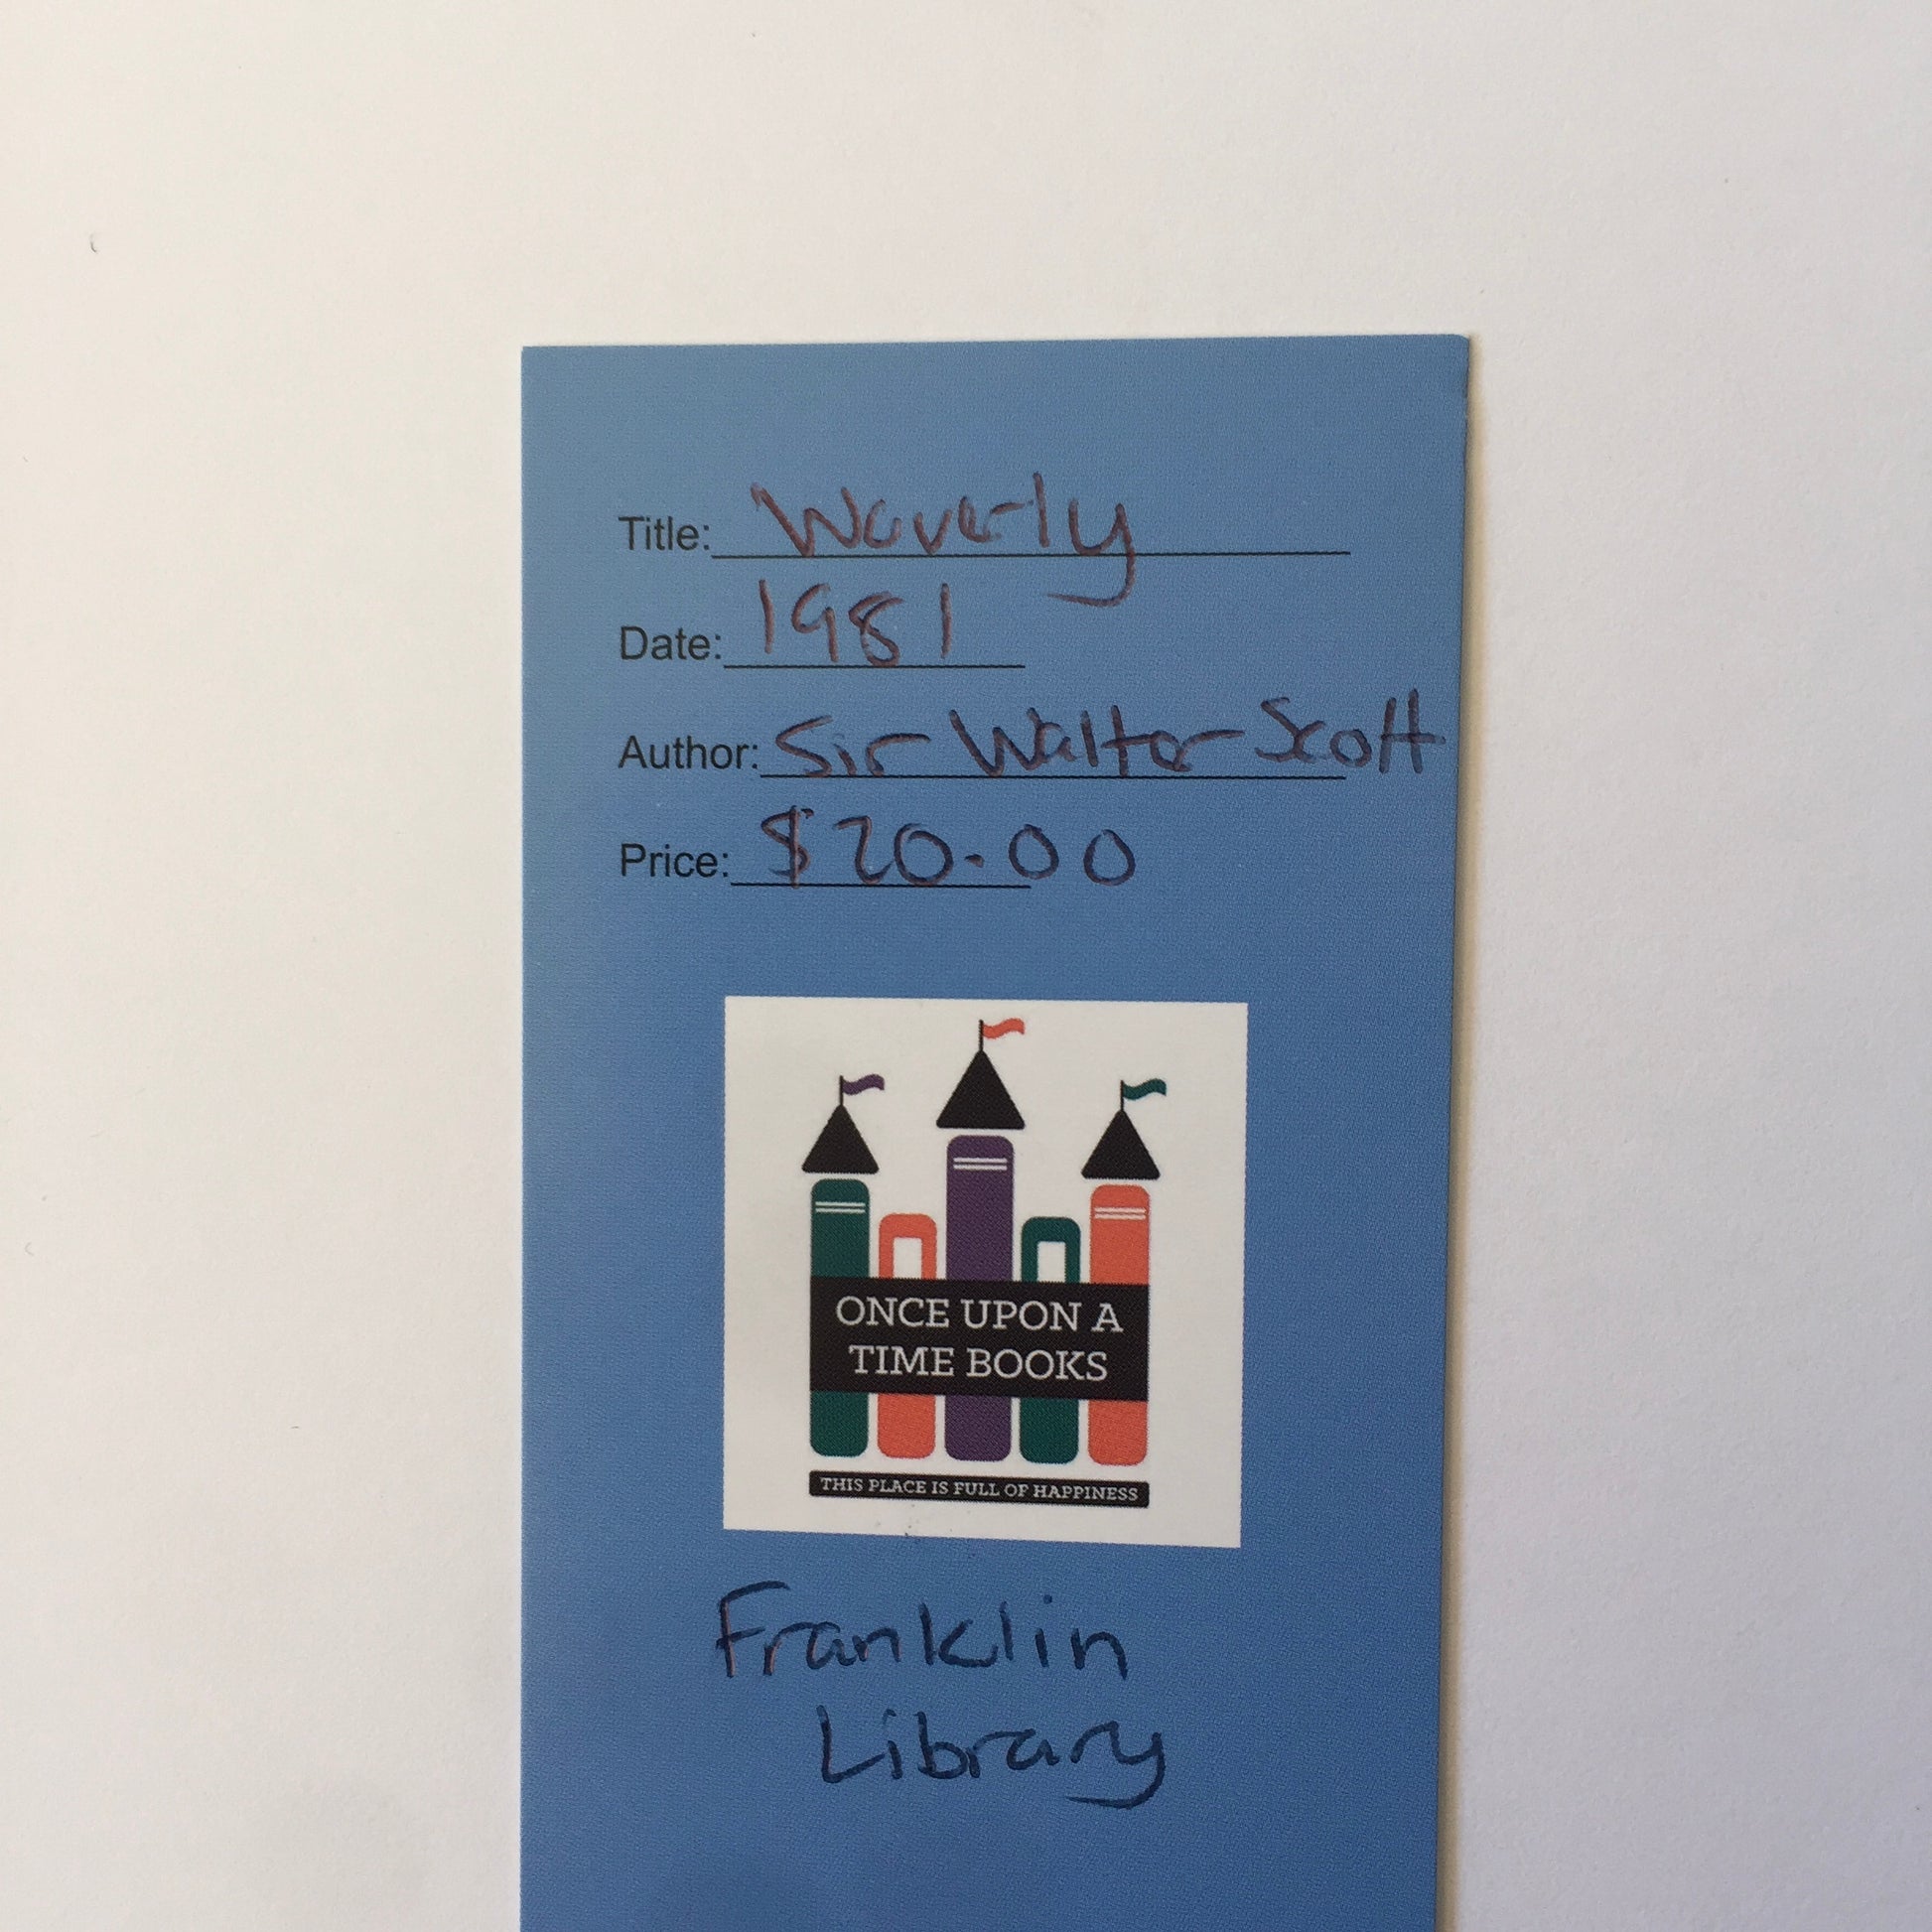 Title: Waverly
Date: 1981
Author: Sir Walter Scott
Price: $20.00
ONCE UPON A
TIME BOOKS
THIS PLACE IS FULL OF HAPPINESS
Franklin
Library